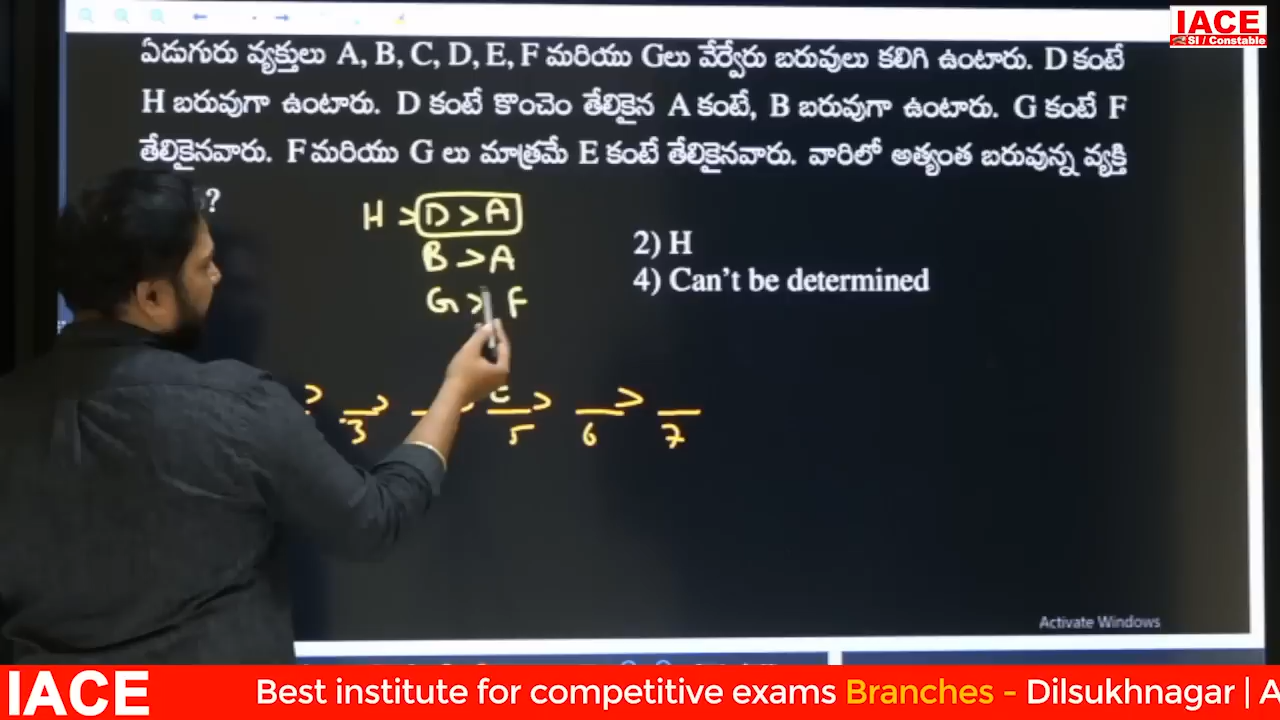 IACE
SI / Constable
ఏడుగురు వ్యక్తులు A, B, C, D, E, F మరియు Gలు వేర్వేరు బరువులు కలిగి ఉంటారు. D కంటే
H బరువుగా ఉంటారు. D కంటే కొంచెం తేలికైన A కంటే, B బరువుగా ఉంటారు. G కంటే F
తేలికైనవారు. F మరియు G లు మాత్రమే E కంటే తేలికైనవారు. వారిలో అత్యంత బరువున్న వ్యక్తి
?
H > D > A
B > A
G > F
2) H
4) Can't be determined
> > > >
3 5 6 7
Activate Windows
IACE
Best institute for competitive exams Branches - Dilsukhnagar | A